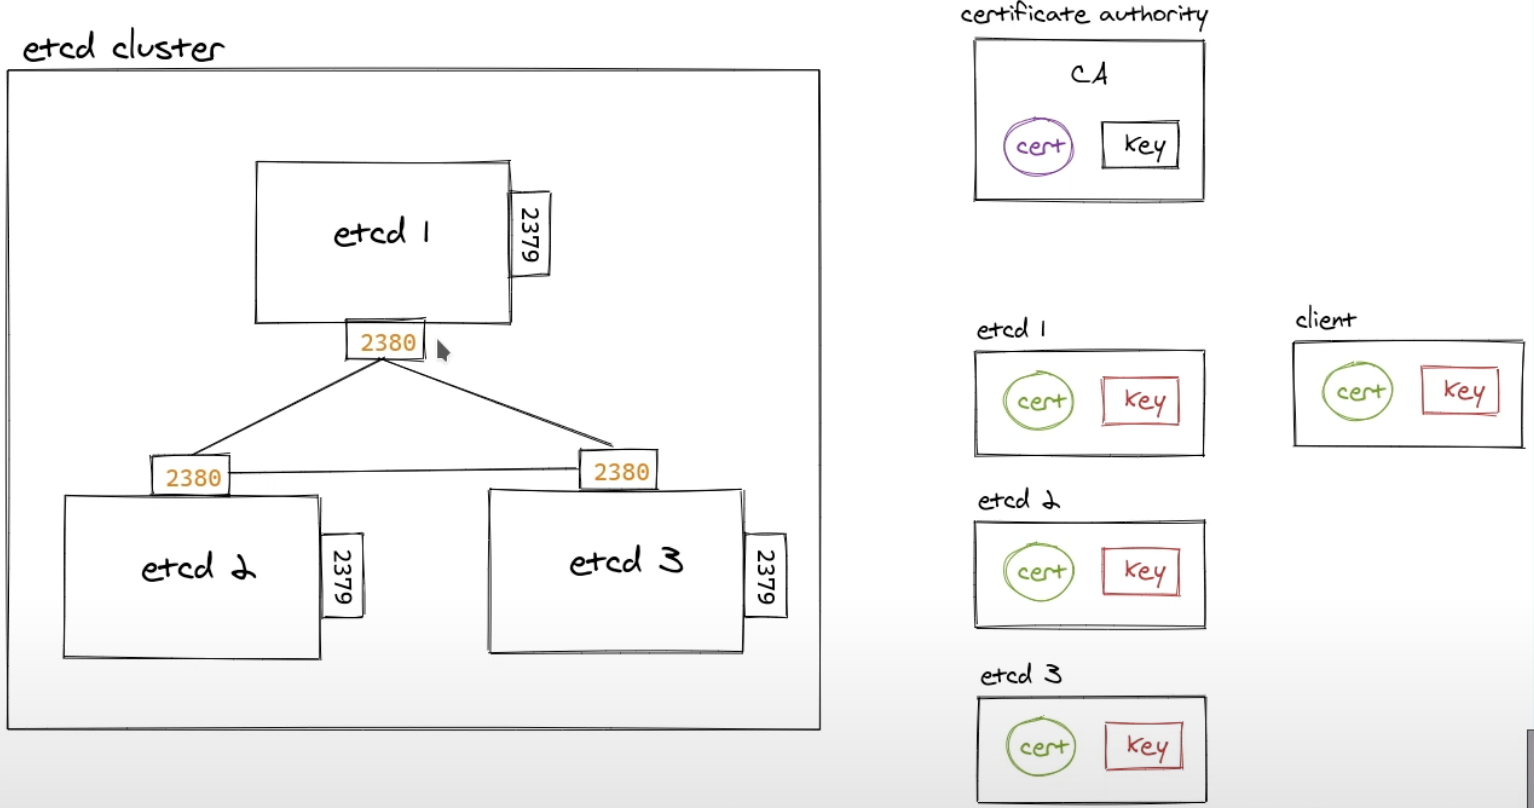 etcd cluster
etcd 1
2379
2380
2380
2380
etcd 2
2379
etcd 3
2379
certificate authority
CA
cert
key
etcd 1
cert
key
client
cert
key
etcd 2
cert
key
etcd 3
cert
key